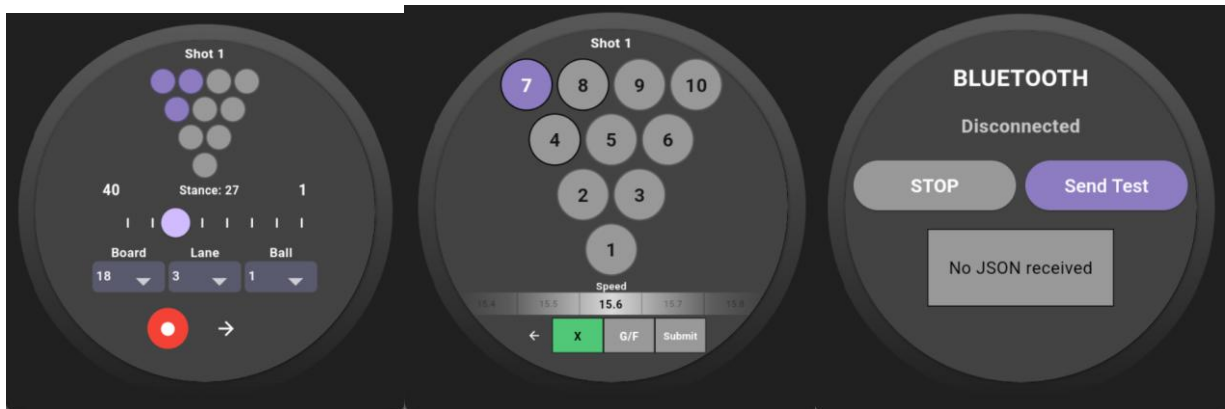 Shot 1
40 Stance: 27 1
Board Lane Ball
18 3 1
Shot 1
7 8 9 10
4 5 6
2 3
1
Speed
15.4 15.5 15.6 15.7 15.8
X G/F Submit
BLUETOOTH
Disconnected
STOP Send Test
No JSON received